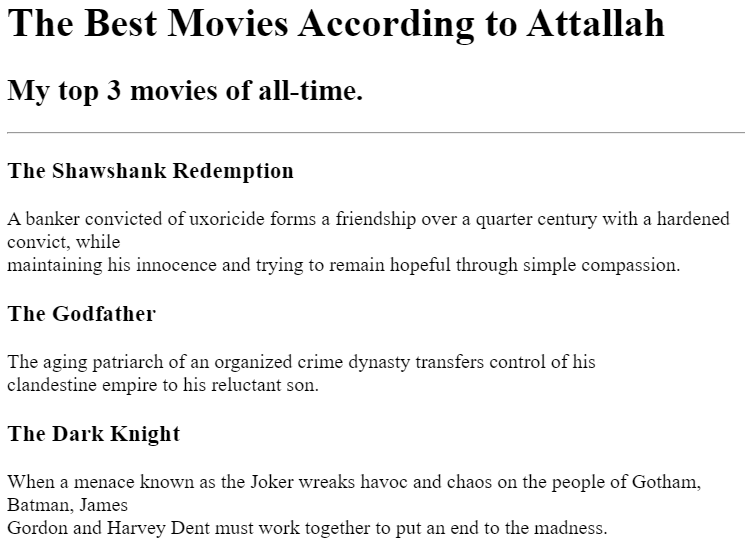 The Best Movies According to Attallah
My top 3 movies of all-time.
The Shawshank Redemption
A banker convicted of uxoricide forms a friendship over a quarter century with a hardened
convict, while
maintaining his innocence and trying to remain hopeful through simple compassion.
The Godfather
The aging patriarch of an organized crime dynasty transfers control of his
clandestine empire to his reluctant son.
The Dark Knight
When a menace known as the Joker wreaks havoc and chaos on the people of Gotham,
Batman, James
Gordon and Harvey Dent must work together to put an end to the madness.